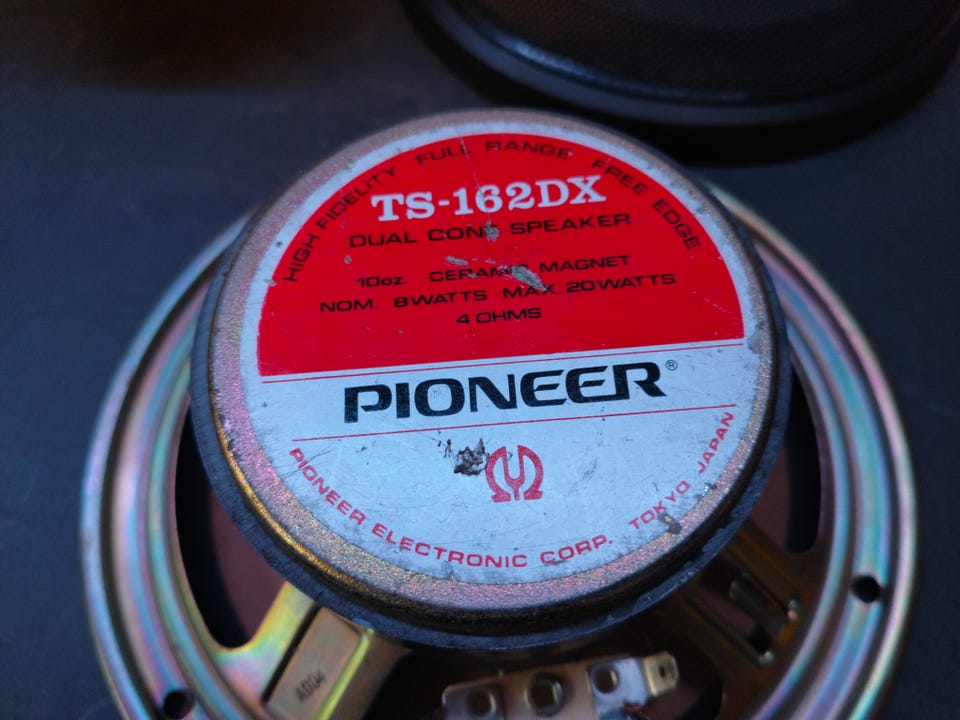 HIGH FIDELITY FULL RANGE FREE EDGE
TS-162DX
DUAL CONE SPEAKER
10oz. CERAMIC MAGNET
NOM. 8WATTS MAX. 20WATTS
4 OHMS
PIONEER®
PIONEER ELECTRONIC CORP. TOKYO JAPAN
AD04